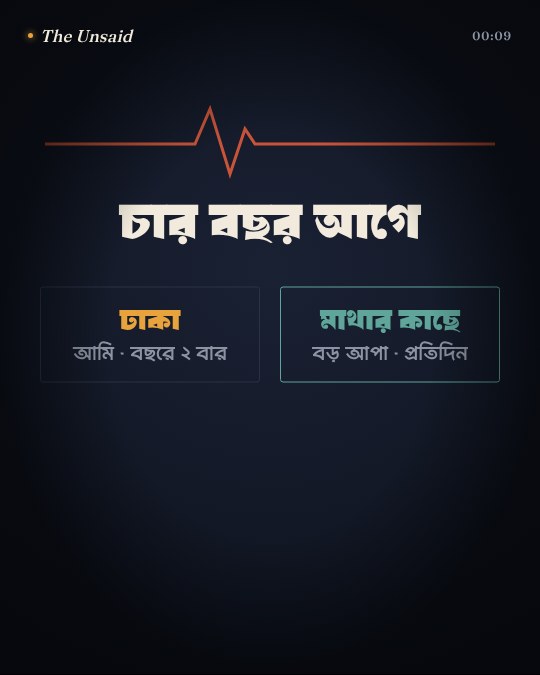 The Unsaid
00:09
চার বছর আগে
ঢাকা
আমি · বছরে ২ বার
মাথার কাছে
বড় আপা · প্রতিদিন